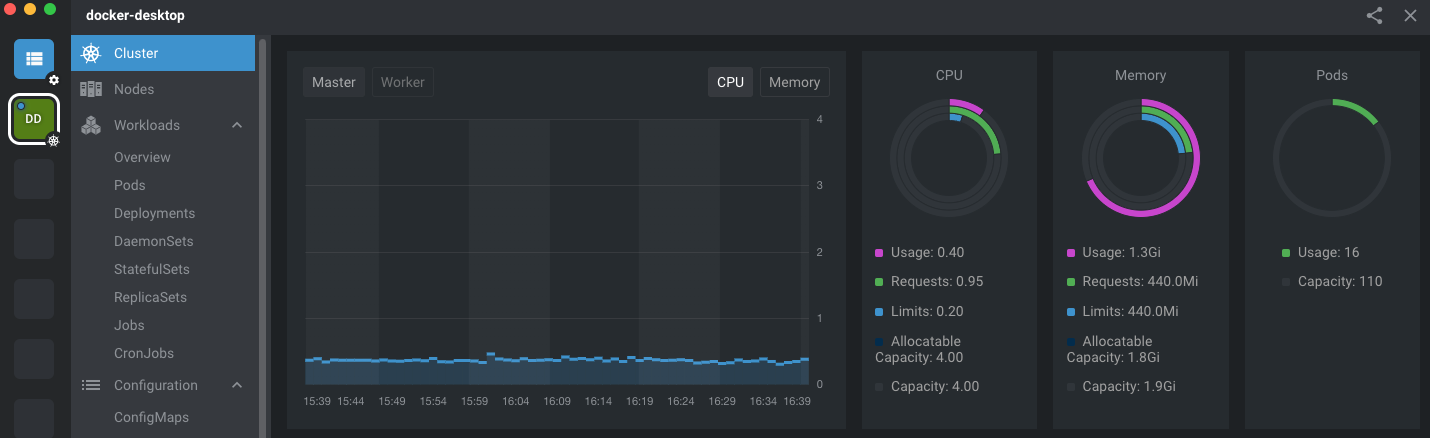 docker-desktop
DD
Cluster
Nodes
Workloads
Overview
Pods
Deployments
DaemonSets
StatefulSets
ReplicaSets
Jobs
CronJobs
Configuration
ConfigMaps
Master Worker CPU Memory
4
3
2
1
0
15:39 15:44 15:49 15:54 15:59 16:04 16:09 16:14 16:19 16:24 16:29 16:34 16:39
CPU
Usage: 0.40
Requests: 0.95
Limits: 0.20
Allocatable
Capacity: 4.00
Capacity: 4.00
Memory
Usage: 1.3Gi
Requests: 440.0Mi
Limits: 440.0Mi
Allocatable
Capacity: 1.8Gi
Capacity: 1.9Gi
Pods
Usage: 16
Capacity: 110